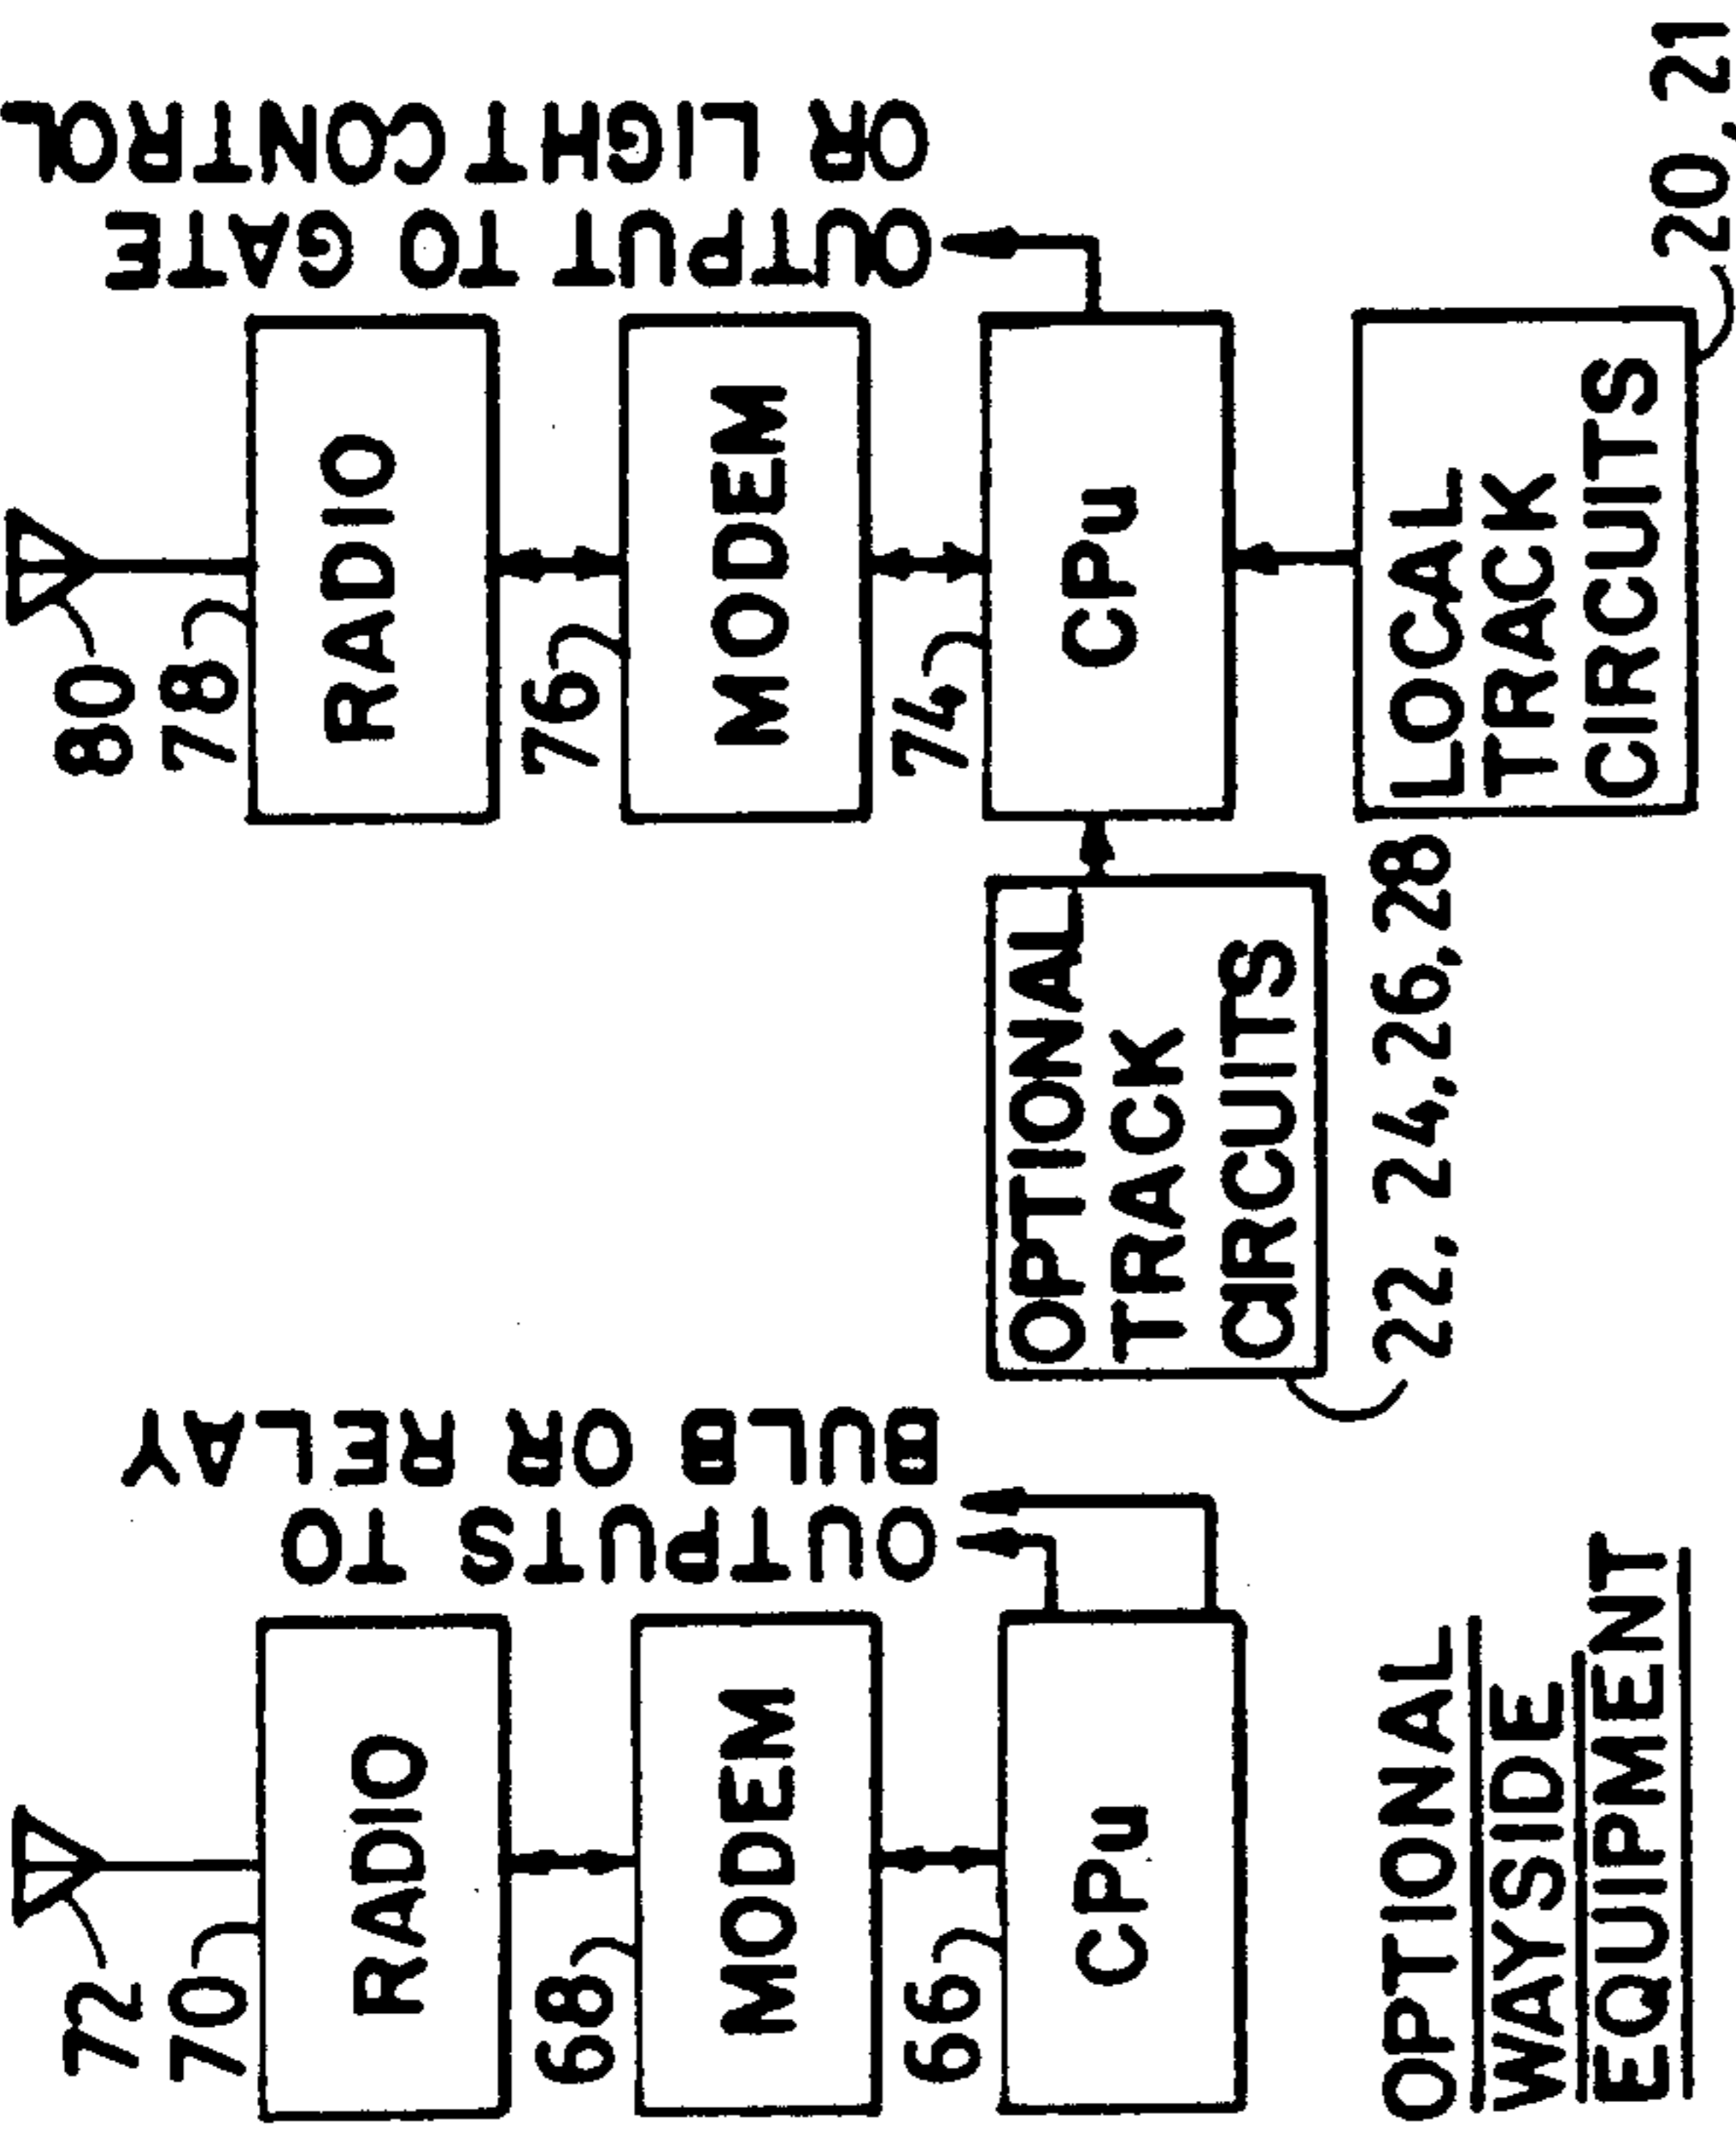 72
70
RADIO
68
MODEM
66
CPu
OUTPUTS TO
BULB OR RELAY
OPTIONAL
WAYSIDE
EQUIPMENT
80
78
RADIO
76
MODEM
74
CPu
OUTPUT TO GATE
OR LIGHT CONTROL
OPTIONAL
TRACK
CIRCUITS
22, 24, 26, 28
LOCAL
TRACK
CIRCUITS
20, 21